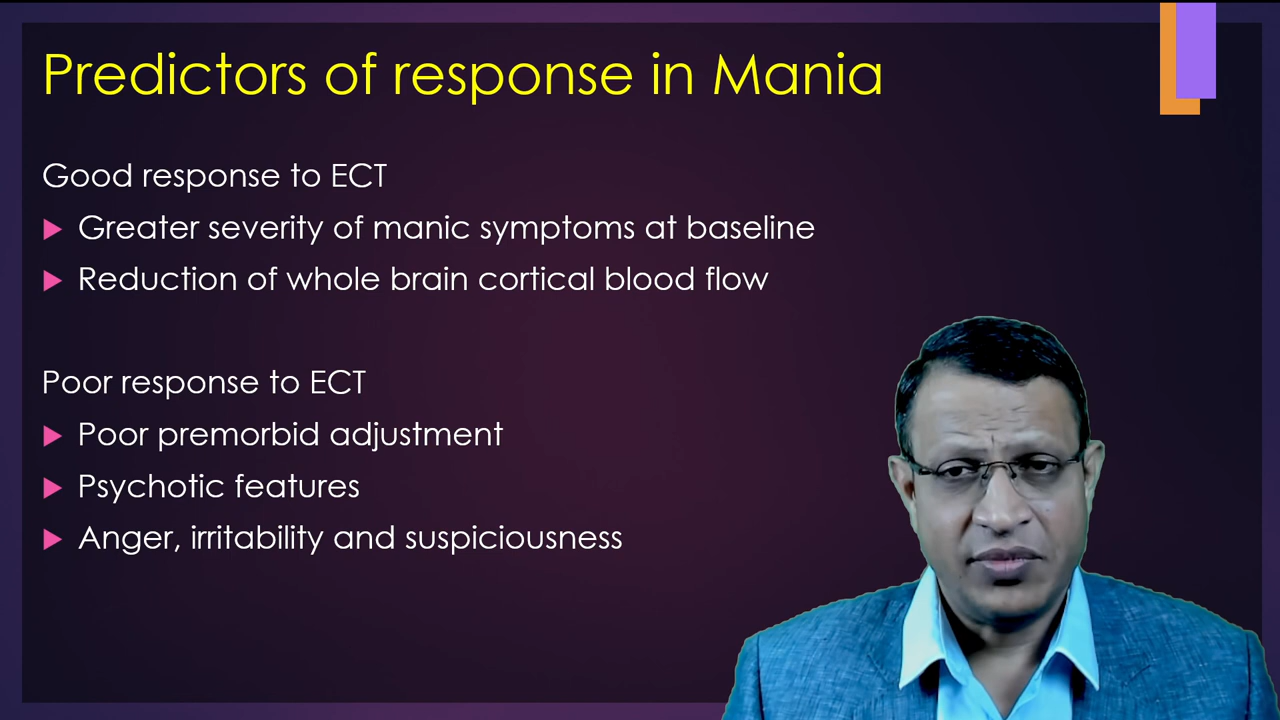 Predictors of response in Mania
Good response to ECT
Greater severity of manic symptoms at baseline
Reduction of whole brain cortical blood flow
Poor response to ECT
Poor premorbid adjustment
Psychotic features
Anger, irritability and suspiciousness